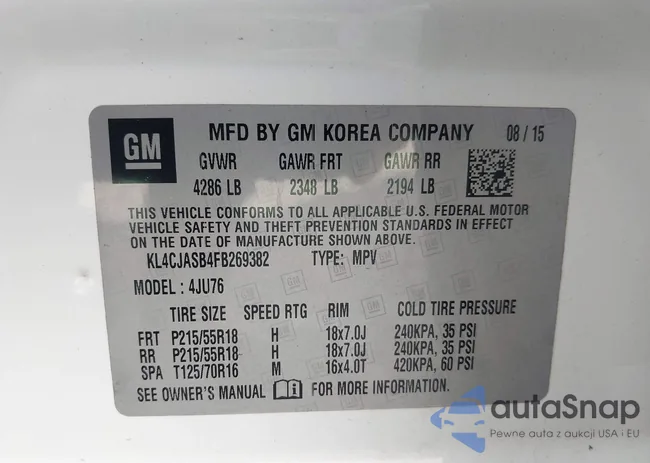 GM MFD BY GM KOREA COMPANY 08 / 15
GVWR GAWR FRT GAWR RR
4286 LB 2348 LB 2194 LB
THIS VEHICLE CONFORMS TO ALL APPLICABLE U.S. FEDERAL MOTOR
VEHICLE SAFETY AND THEFT PREVENTION STANDARDS IN EFFECT
ON THE DATE OF MANUFACTURE SHOWN ABOVE.
KL4CJASB4FB269382 TYPE: MPV
MODEL : 4JU76
TIRE SIZE SPEED RTG RIM COLD TIRE PRESSURE
FRT P215/55R18 H 18x7.0J 240KPA, 35 PSI
RR P215/55R18 H 18x7.0J 240KPA, 35 PSI
SPA T125/70R16 M 16x4.0T 420KPA, 60 PSI
SEE OWNER'S MANUAL FOR MORE INFORMATION.
autaSnap
Pewne auta z aukcji USA i EU